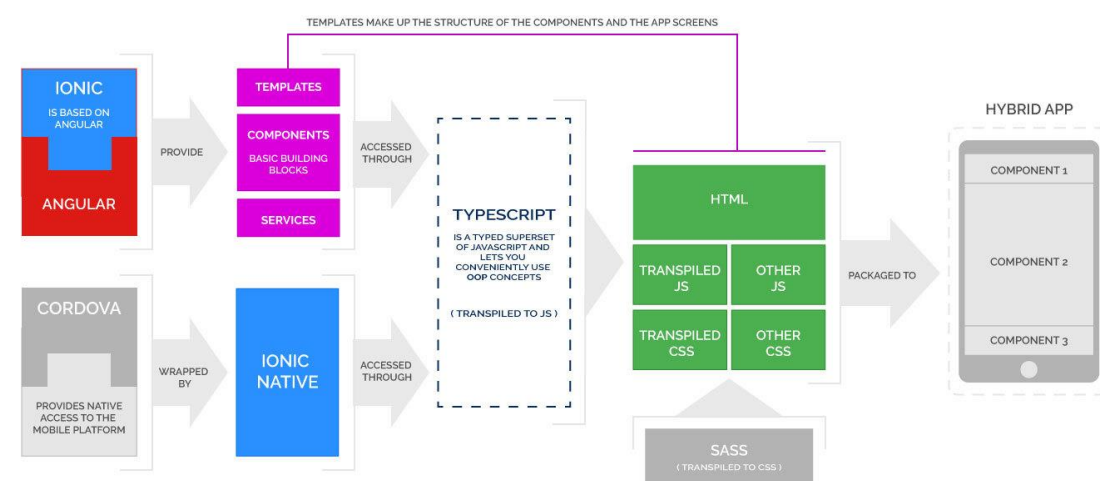 TEMPLATES MAKE UP THE STRUCTURE OF THE COMPONENTS AND THE APP SCREENS
IONIC
IS BASED ON
ANGULAR
ANGULAR
PROVIDE
TEMPLATES
COMPONENTS
BASIC BUILDING
BLOCKS
SERVICES
ACCESSED
THROUGH
CORDOVA
PROVIDES NATIVE
ACCESS TO THE
MOBILE PLATFORM
WRAPPED
BY
IONIC
NATIVE
ACCESSED
THROUGH
TYPESCRIPT
IS A TYPED SUPERSET
OF JAVASCRIPT AND
LETS YOU
CONVENIENTLY USE
OOP CONCEPTS
( TRANSPILED TO JS )
HTML
TRANSPILED
JS
OTHER
JS
TRANSPILED
CSS
OTHER
CSS
SASS
( TRANSPILED TO CSS )
PACKAGED TO
HYBRID APP
COMPONENT 1
COMPONENT 2
COMPONENT 3